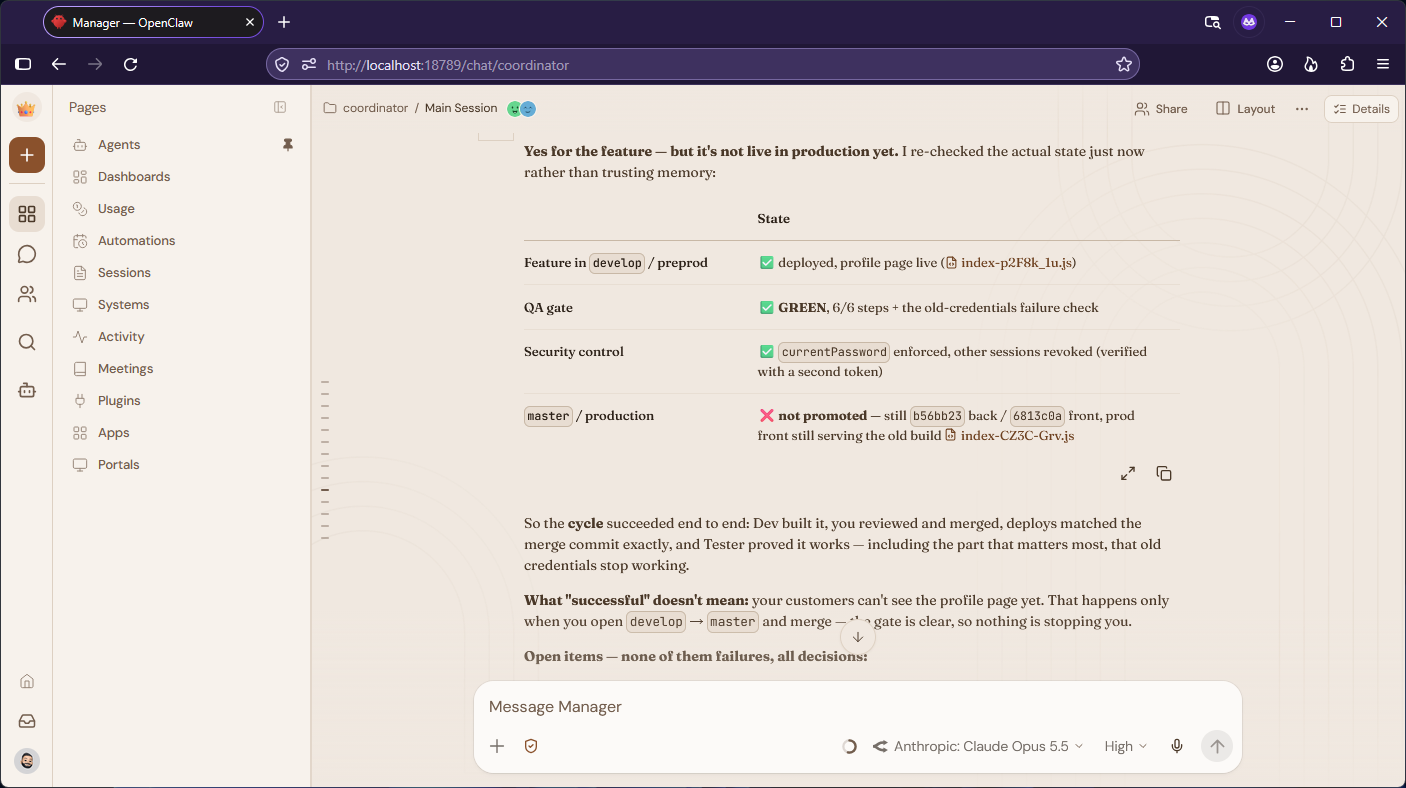 Manager — OpenClaw
http://localhost:18789/chat/coordinator
Pages
Agents
Dashboards
Usage
Automations
Sessions
Systems
Activity
Meetings
Plugins
Apps
Portals
coordinator / Main Session
Share
Layout
Details
Yes for the feature — but it's not live in production yet. I re-checked the actual state just now
rather than trusting memory:
State
Feature in develop / preprod
✅ deployed, profile page live (index-p2F8k_1u.js)
QA gate
✅ GREEN, 6/6 steps + the old-credentials failure check
Security control
✅ currentPassword enforced, other sessions revoked (verified
with a second token)
master / production
❌ not promoted — still b56bb23 back / 6813c0a front, prod
front still serving the old build index-CZ3C-Grv.js
So the cycle succeeded end to end: Dev built it, you reviewed and merged, deploys matched the
merge commit exactly, and Tester proved it works — including the part that matters most, that old
credentials stop working.
What "successful" doesn't mean: your customers can't see the profile page yet. That happens only
when you open develop → master and merge — the gate is clear, so nothing is stopping you.
Open items — none of them failures, all decisions:
Message Manager
Anthropic: Claude Opus 5.5
High